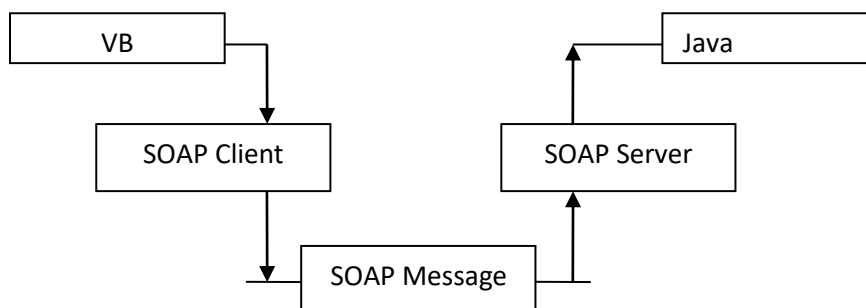 VB
Java
SOAP Client
SOAP Server
SOAP Message